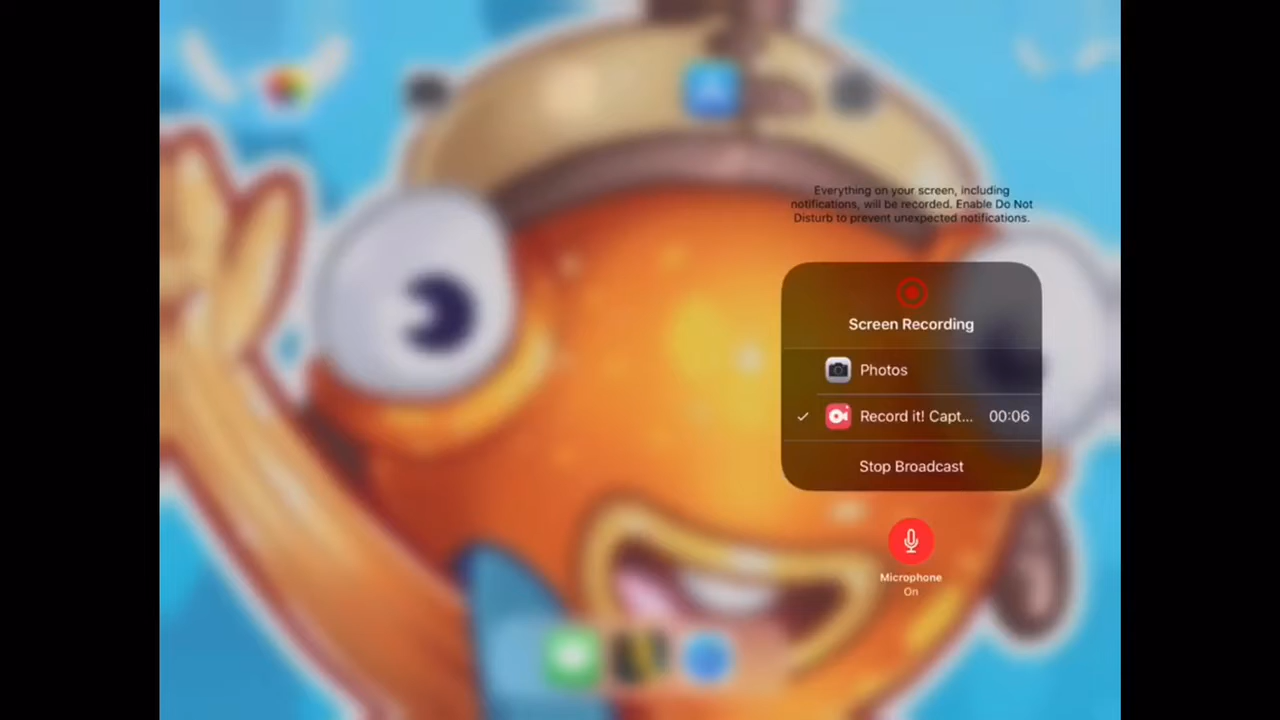 Everything on your screen, including
notifications, will be recorded. Enable Do Not
Disturb to prevent unexpected notifications.
Screen Recording
Photos
Record it! Capt... 00:06
Stop Broadcast
Microphone
On